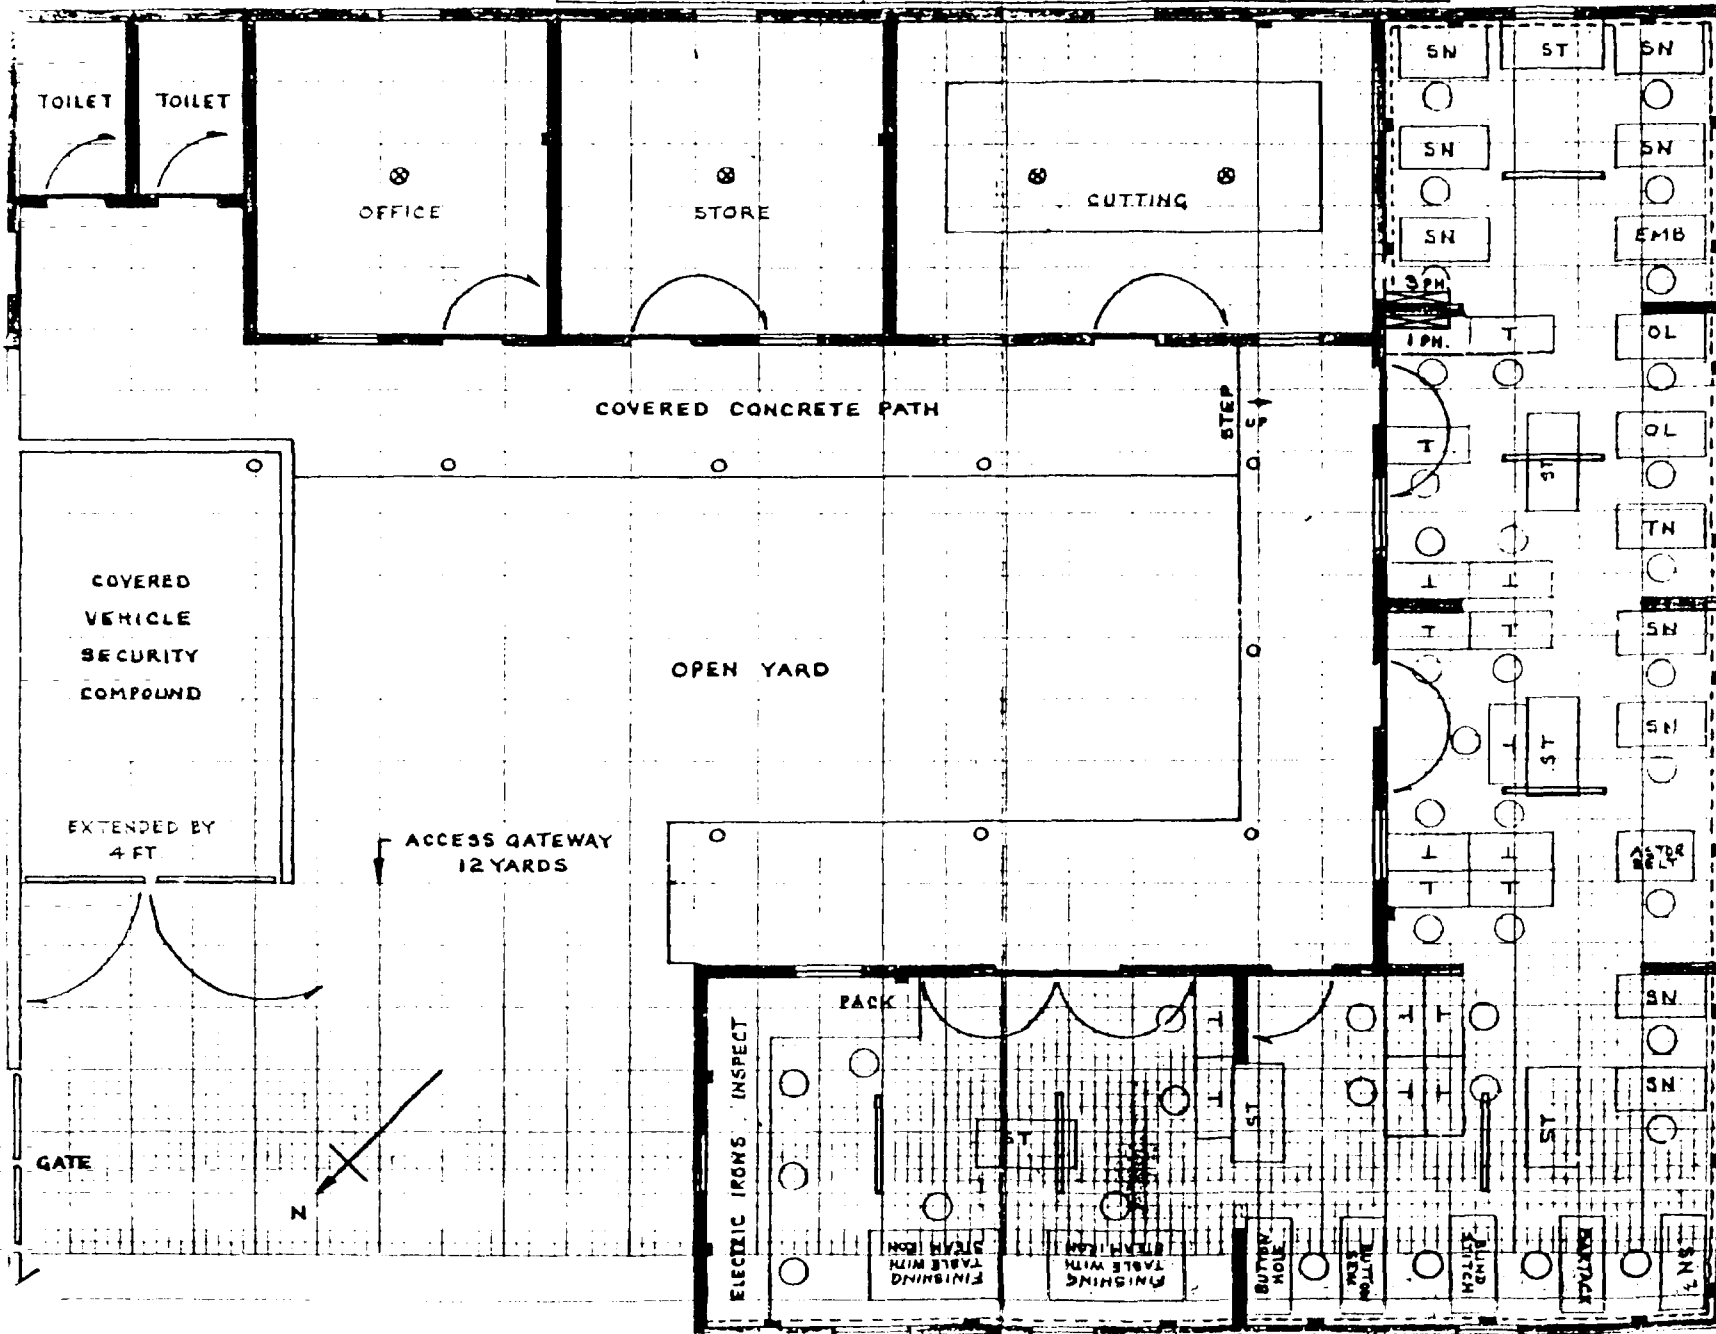 SN
ST
SN
TOILET
TOILET
SN
SN
OFFICE
STORE
CUTTING
SN
EMB
3 PH
1 PH.
T
OL
COVERED CONCRETE PATH
STEP
UP
T
OL
ST
TN
COVERED
VEHICLE
SECURITY
COMPOUND
T
T
T
T
SN
OPEN YARD
SN
T
ST
EXTENDED BY
4 FT
ACCESS GATEWAY
12 YARDS
T
T
T
T
PACK
ELECTRIC IRONS INSPECT
T
T
T
SN
T
T
T
ST
ST
ST
SN
GATE
N
FINISHING
TABLE WITH
STEAM IRON
FINISHING
TABLE WITH
STEAM IRON
BUTTON
BUTTON
SEW
BLIND
STITCH
BARTACK
SN